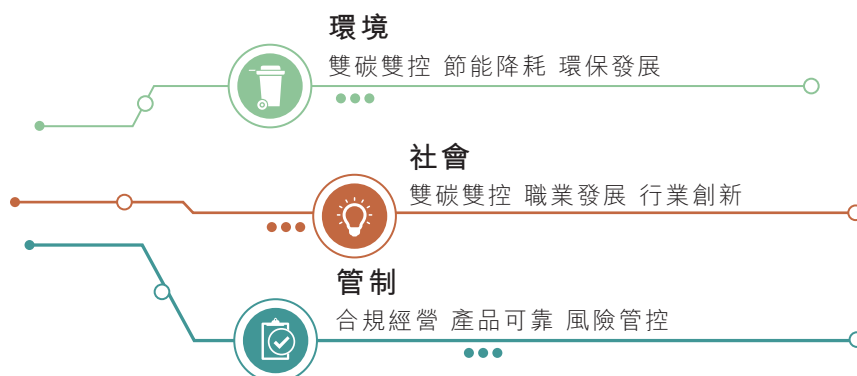 環境
雙碳雙控 節能降耗 環保發展
社會
雙碳雙控 職業發展 行業創新
管制
合規經營 產品可靠 風險管控